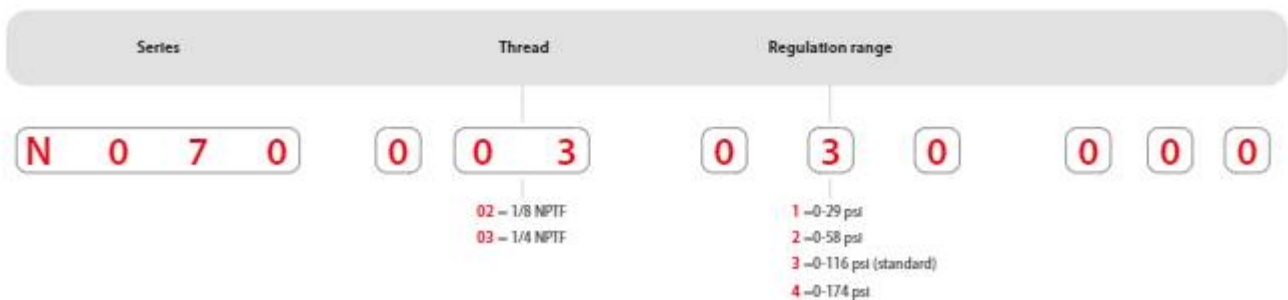 Series Thread Regulation range
N 0 7 0 0 0 3 0 3 0 0 0 0
02 = 1/8 NPTF
03 = 1/4 NPTF
1 =0-29 psi
2 =0-58 psi
3 =0-116 psi (standard)
4 =0-174 psi